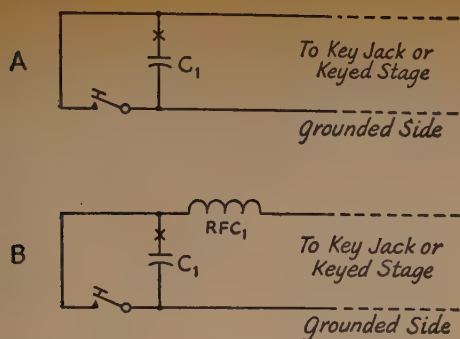 A
C₁
To Key Jack or
Keyed Stage
Grounded Side
B
RFC₁
C₁
To Key Jack or
Keyed Stage
Grounded Side